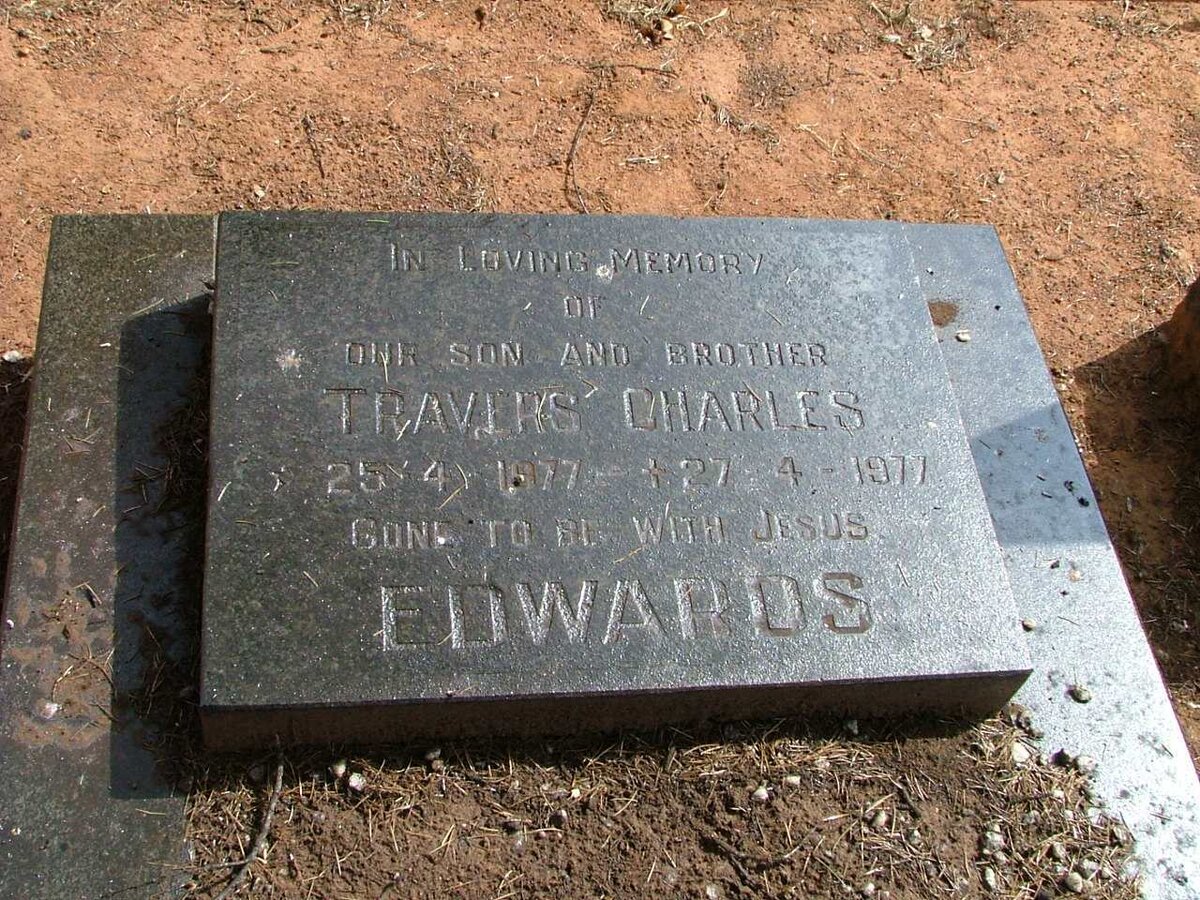 IN LOVING MEMORY
OF
OUR SON AND BROTHER
TRAVERS CHARLES
* 25-4-1977 - † 27-4-1977
GONE TO BE WITH JESUS
EDWARDS